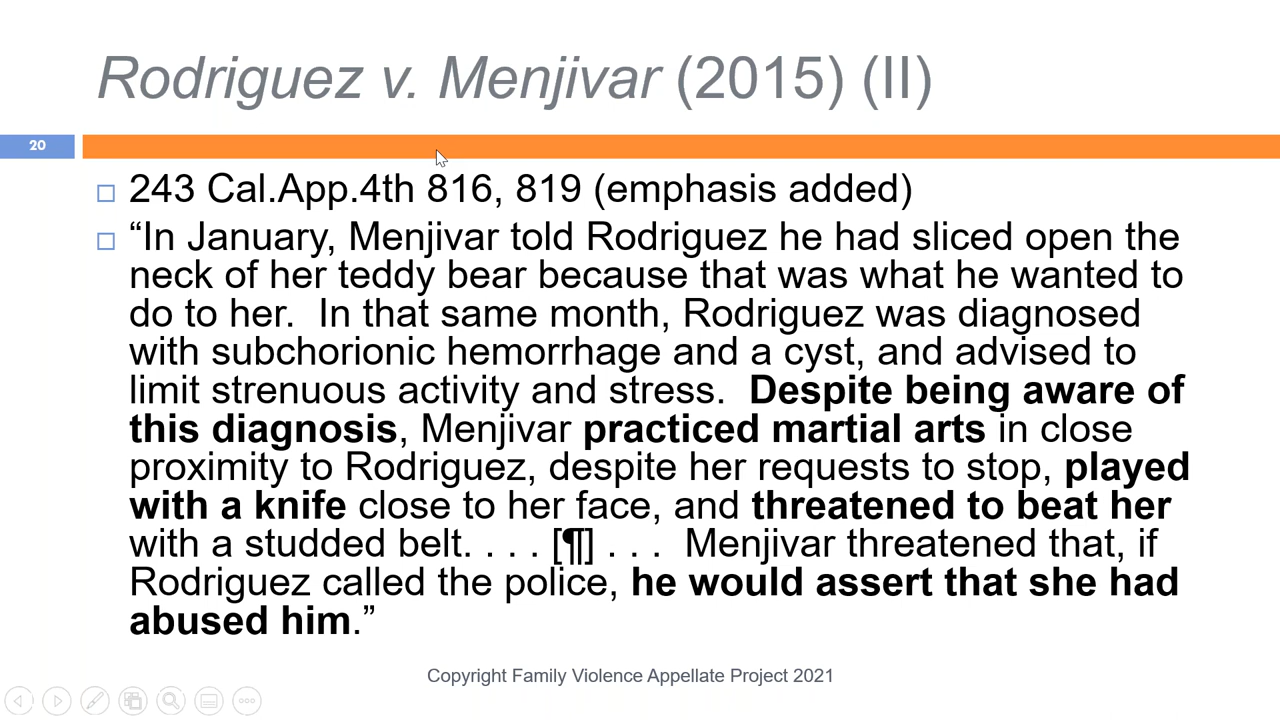 Rodriguez v. Menjivar (2015) (II)
20
243 Cal.App.4th 816, 819 (emphasis added)
“In January, Menjivar told Rodriguez he had sliced open the
neck of her teddy bear because that was what he wanted to
do to her.  In that same month, Rodriguez was diagnosed
with subchorionic hemorrhage and a cyst, and advised to
limit strenuous activity and stress.  Despite being aware of
this diagnosis, Menjivar practiced martial arts in close
proximity to Rodriguez, despite her requests to stop, played
with a knife close to her face, and threatened to beat her
with a studded belt. . . . [¶] . . .  Menjivar threatened that, if
Rodriguez called the police, he would assert that she had
abused him.”
Copyright Family Violence Appellate Project 2021